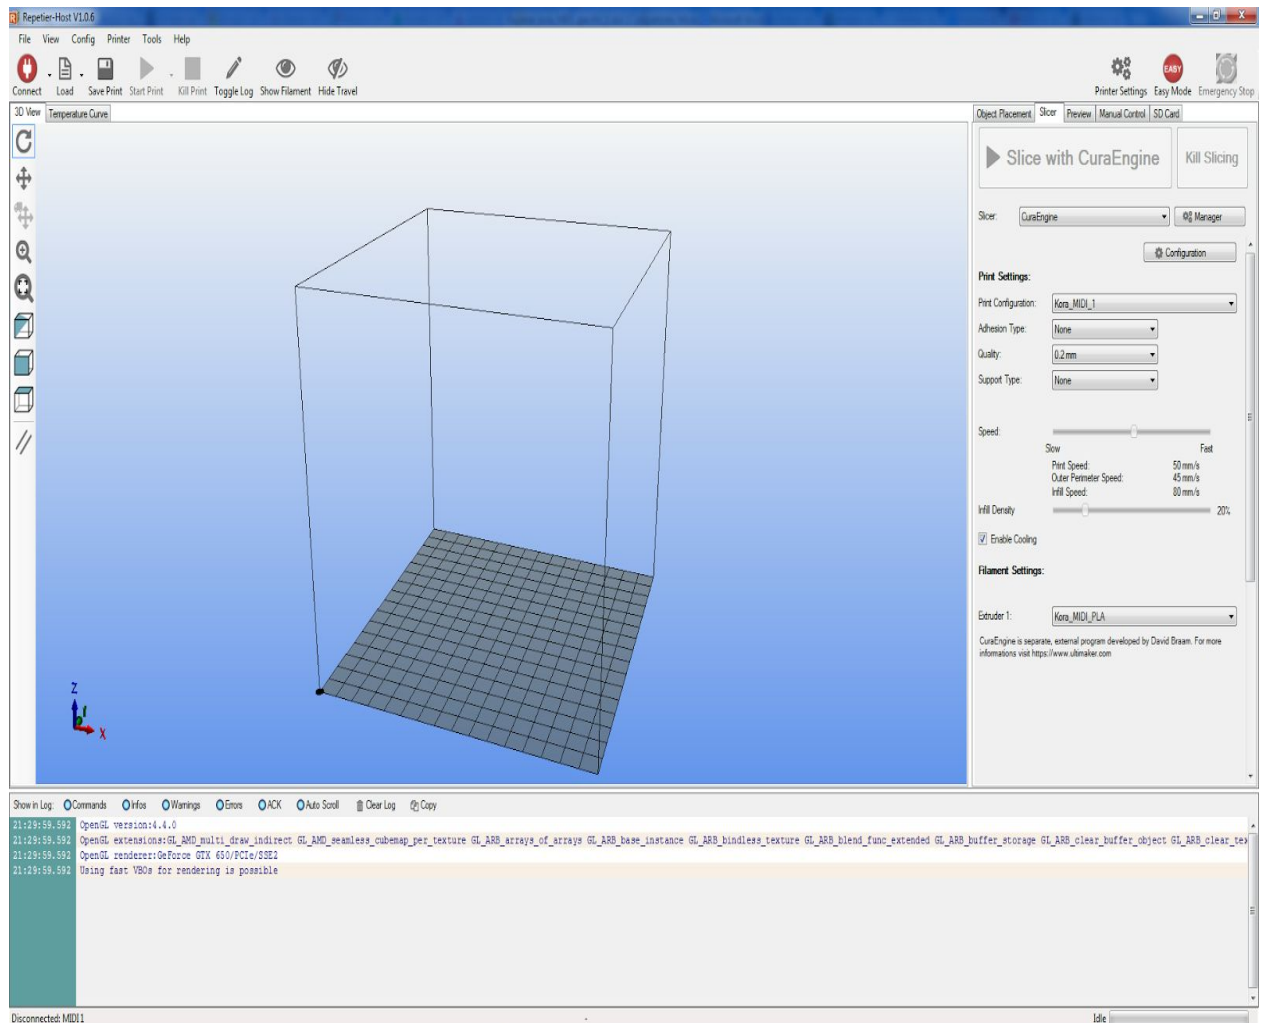 Repetier-Host V1.0.6
File View Config Printer Tools Help
Connect Load Save Print Start Print Kill Print Toggle Log Show Filament Hide Travel
EASY
Printer Settings Easy Mode Emergency Stop
3D View Temperature Curve
Object Placement Slicer Preview Manual Control SD Card
Slice with CuraEngine Kill Slicing
Slicer: CuraEngine Manager
Configuration
Print Settings:
Print Configuration: Kora_MIDI_1
Adhesion Type: None
Quality: 0.2 mm
Support Type: None
Speed:
Slow Fast
Print Speed: 50 mm/s
Outer Perimeter Speed: 45 mm/s
Infill Speed: 80 mm/s
Infill Density 20%
Enable Cooling
Filament Settings:
Extruder 1: Kora_MIDI_PLA
CuraEngine is separate, external program developed by David Braam. For more
informations visit https://www.ultimaker.com
Z
X
Show in Log: Commands Infos Warnings Errors ACK Auto Scroll Clear Log Copy
21:29:59.592 OpenGL version:4.4.0
21:29:59.592 OpenGL extensions:GL_AMD_multi_draw_indirect GL_AMD_seamless_cubemap_per_texture GL_ARB_arrays_of_arrays GL_ARB_base_instance GL_ARB_bindless_texture GL_ARB_blend_func_extended GL_ARB_buffer_storage GL_ARB_clear_buffer_object GL_ARB_clear_tex
21:29:59.592 OpenGL renderer:GeForce GTX 650/PCIe/SSE2
21:29:59.592 Using fast VBOs for rendering is possible
Disconnected: MIDI1 - Idle